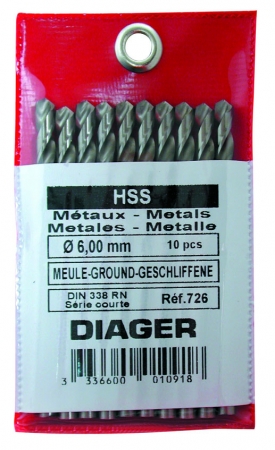 HSS
Métaux - Metals
Metales - Metalle
Ø 6,00 mm 10 pcs
MEULE-GROUND-GESCHLIFFENE
DIN 338 RN
Série courte
Réf.726
DIAGER
3 336600 010918